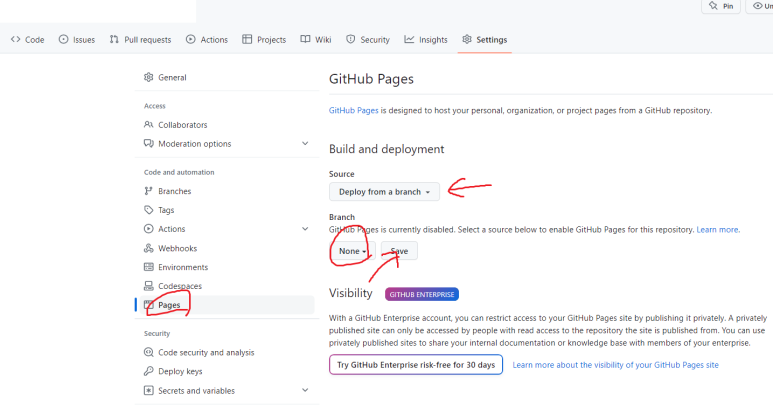 Pin
Un
Code
Issues
Pull requests
Actions
Projects
Wiki
Security
Insights
Settings
General
Access
Collaborators
Moderation options
Code and automation
Branches
Tags
Actions
Webhooks
Environments
Codespaces
Pages
Security
Code security and analysis
Deploy keys
Secrets and variables
GitHub Pages
GitHub Pages is designed to host your personal, organization, or project pages from a GitHub repository.
Build and deployment
Source
Deploy from a branch
Branch
GitHub Pages is currently disabled. Select a source below to enable GitHub Pages for this repository. Learn more.
None
Save
Visibility
GITHUB ENTERPRISE
With a GitHub Enterprise account, you can restrict access to your GitHub Pages site by publishing it privately. A privately
published site can only be accessed by people with read access to the repository the site is published from. You can use
privately published sites to share your internal documentation or knowledge base with members of your enterprise.
Try GitHub Enterprise risk-free for 30 days
Learn more about the visibility of your GitHub Pages site